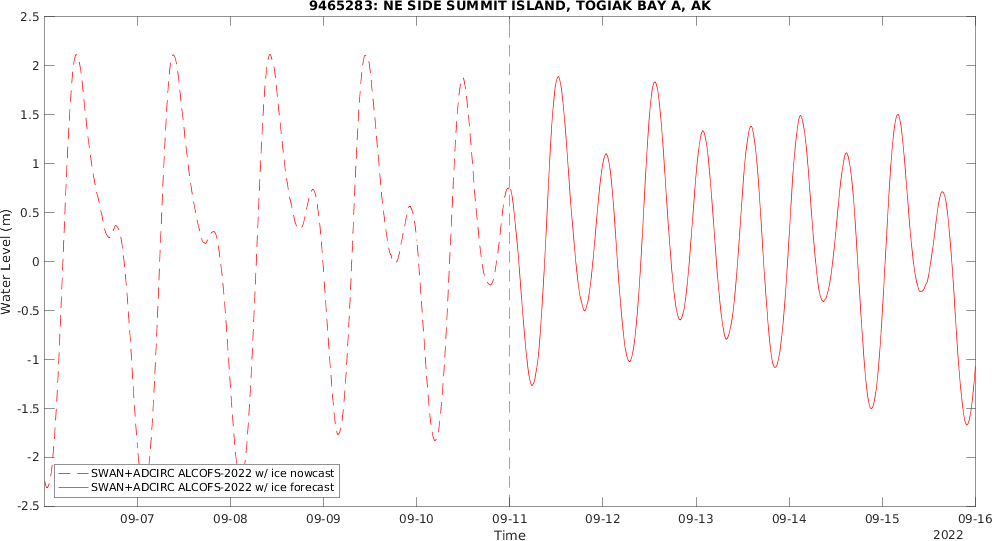 9465283: NE SIDE SUMMIT ISLAND, TOGIAK BAY A, AK
2.5
2
1.5
1
0.5
0
-0.5
-1
-1.5
-2
-2.5
Water Level (m)
SWAN+ADCIRC ALCOFS-2022 w/ ice nowcast
SWAN+ADCIRC ALCOFS-2022 w/ ice forecast
09-07 09-08 09-09 09-10 09-11 09-12 09-13 09-14 09-15 09-16
Time
2022